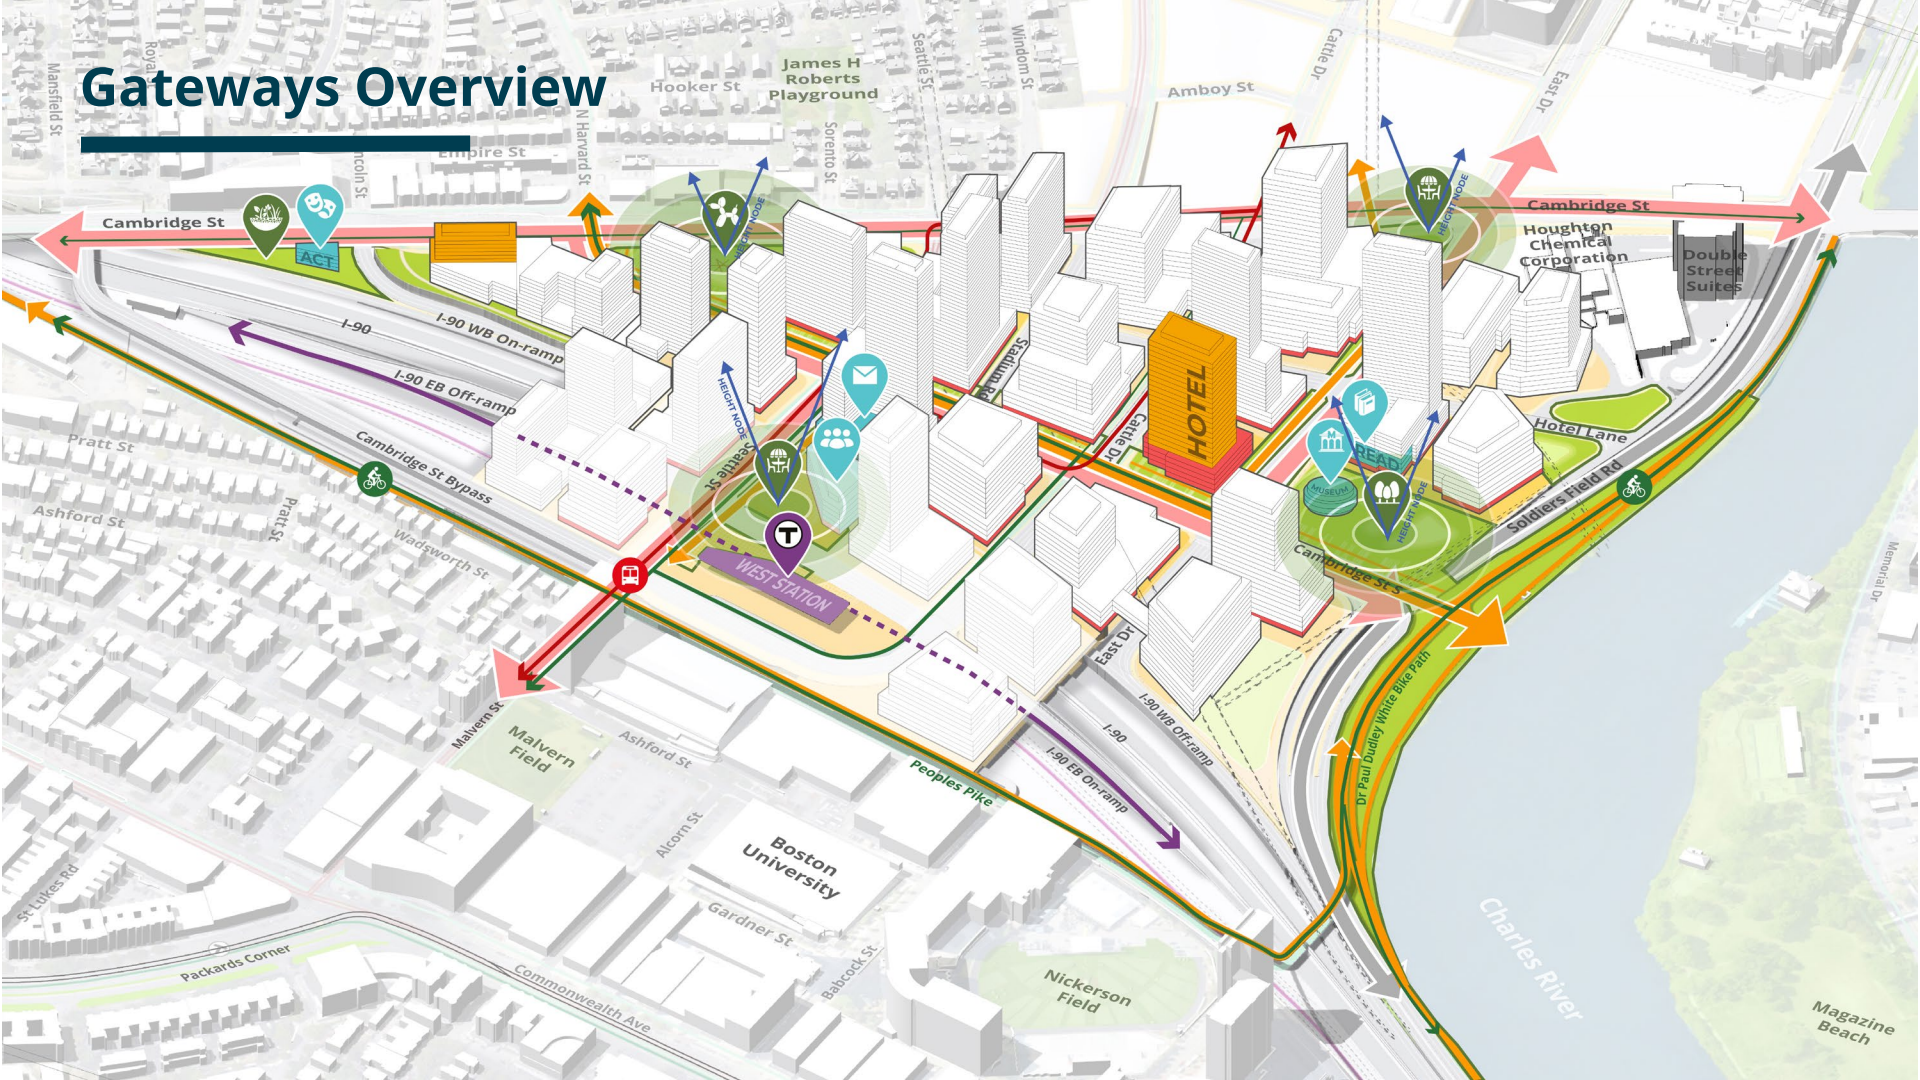 Gateways Overview
Mansfield St
N Harvard St
Hooker St
James H
Roberts
Playground
Seattle St
Windom St
Sorento St
Empire St
Amboy St
Cattle Dr
East Dr
Cambridge St
ACT
HEIGHT NODE
HEIGHT NODE
Cambridge St
Houghton
Chemical
Corporation
Double
Street
Suites
I-90
I-90 WB On-ramp
I-90 EB Off-ramp
Cambridge St Bypass
Pratt St
Ashford St
Pratt St
Wadsworth St
HEIGHT NODE
Seattle St
Stadium Rd
Cattle Dr
HOTEL
READ
MUSEUM
HEIGHT NODE
Hotel Lane
Soldiers Field Rd
Cambridge St S
T
WEST STATION
East Dr
Memorial Dr
Malvern St
Malvern
Field
Ashford St
Peoples Pike
I-90 EB On-ramp
I-90
I-90 WB Off-ramp
Dr Paul Dudley White Bike Path
Alcorn St
Boston
University
St Lukes Rd
Gardner St
Babcock St
Packards Corner
Commonwealth Ave
Nickerson
Field
Charles River
Magazine
Beach